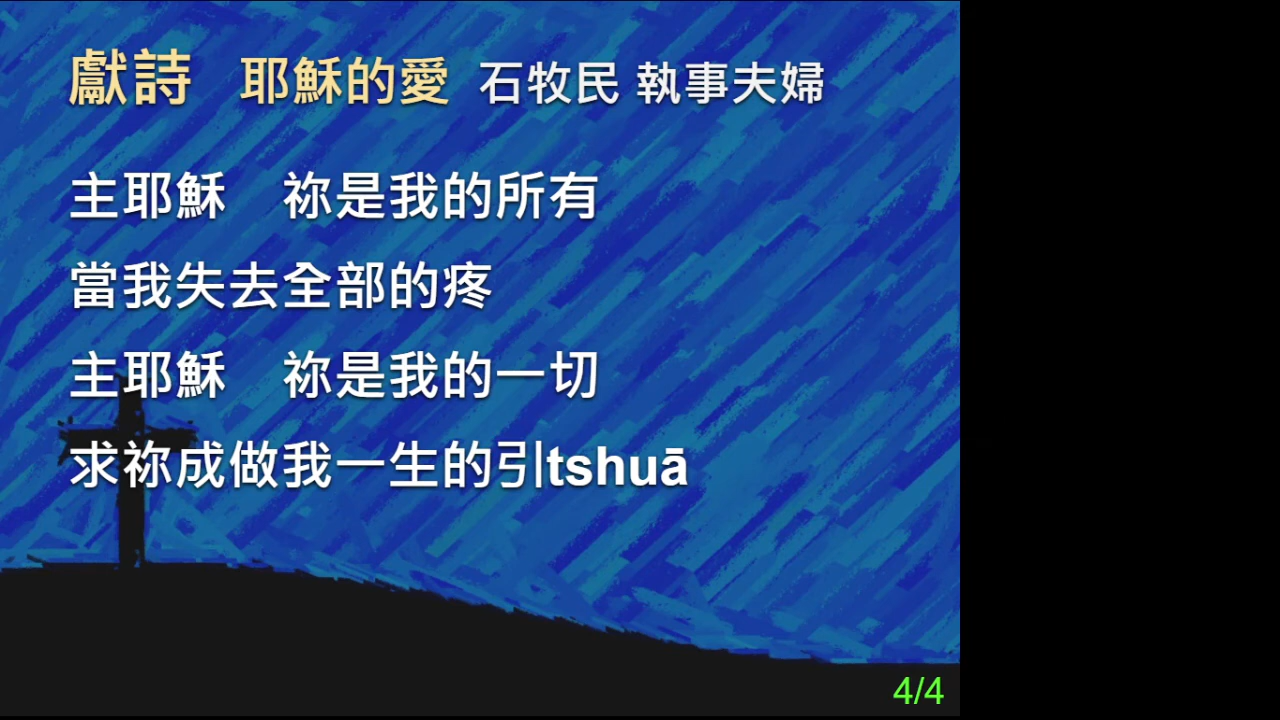 獻詩 耶穌的愛 石牧民 執事夫婦
主耶穌 祢是我的所有
當我失去全部的疼
主耶穌 祢是我的一切
求祢成做我一生的引tshuā
4/4